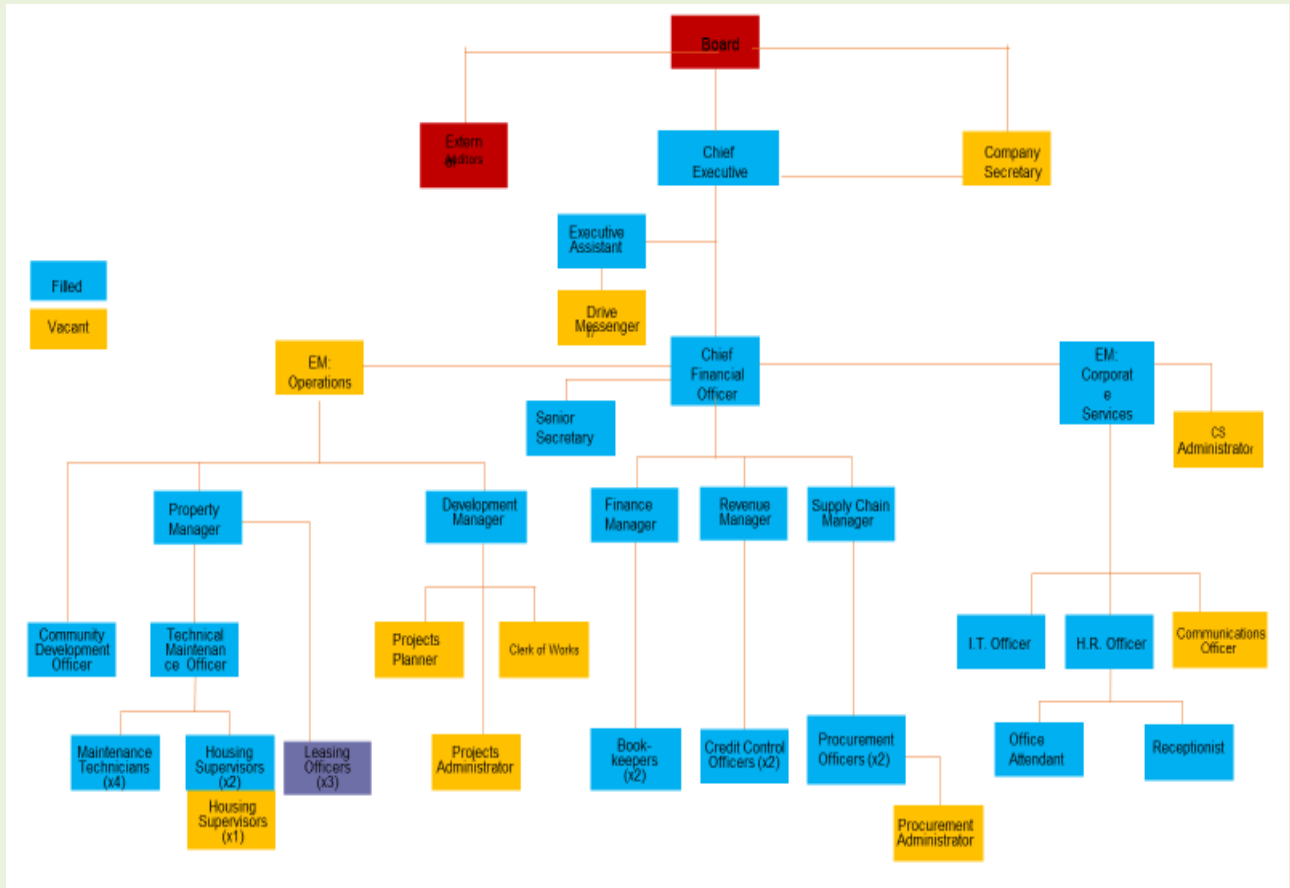 Board
Extern
al
Auditors
Chief
Executive
Company
Secretary
Executive
Assistant
Filled
Vacant
Drive
r/
Messenger
EM:
Operations
Chief
Financial
Officer
EM:
Corporat
e
Services
Senior
Secretary
CS
Administrator
Property
Manager
Development
Manager
Finance
Manager
Revenue
Manager
Supply Chain
Manager
Community
Development
Officer
Technical
Maintenan
ce Officer
Projects
Planner
Clerk of Works
I.T. Officer
H.R. Officer
Communications
Officer
Maintenance
Technicians
(x4)
Housing
Supervisors
(x2)
Leasing
Officers
(x3)
Projects
Administrator
Book-
keepers
(x2)
Credit Control
Officers (x2)
Procurement
Officers (x2)
Office
Attendant
Receptionist
Housing
Supervisors
(x1)
Procurement
Administrator